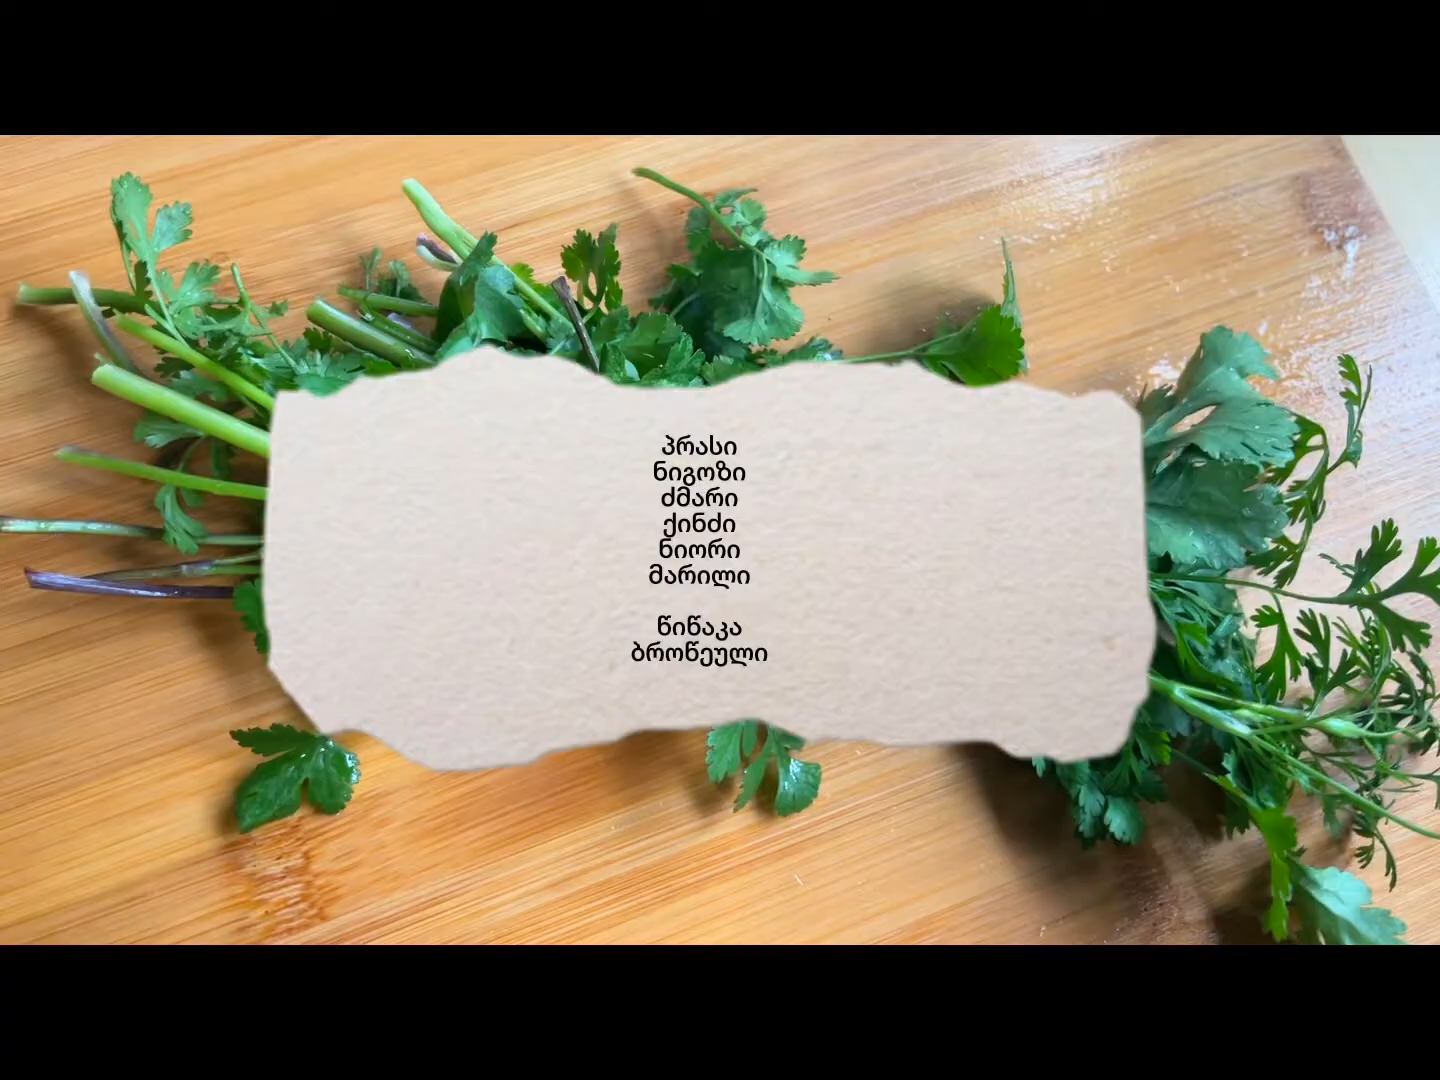 პრასი
ნიგოზი
ძმარი
ქინძი
ნიორი
მარილი
წიწაკა
ბროწეული